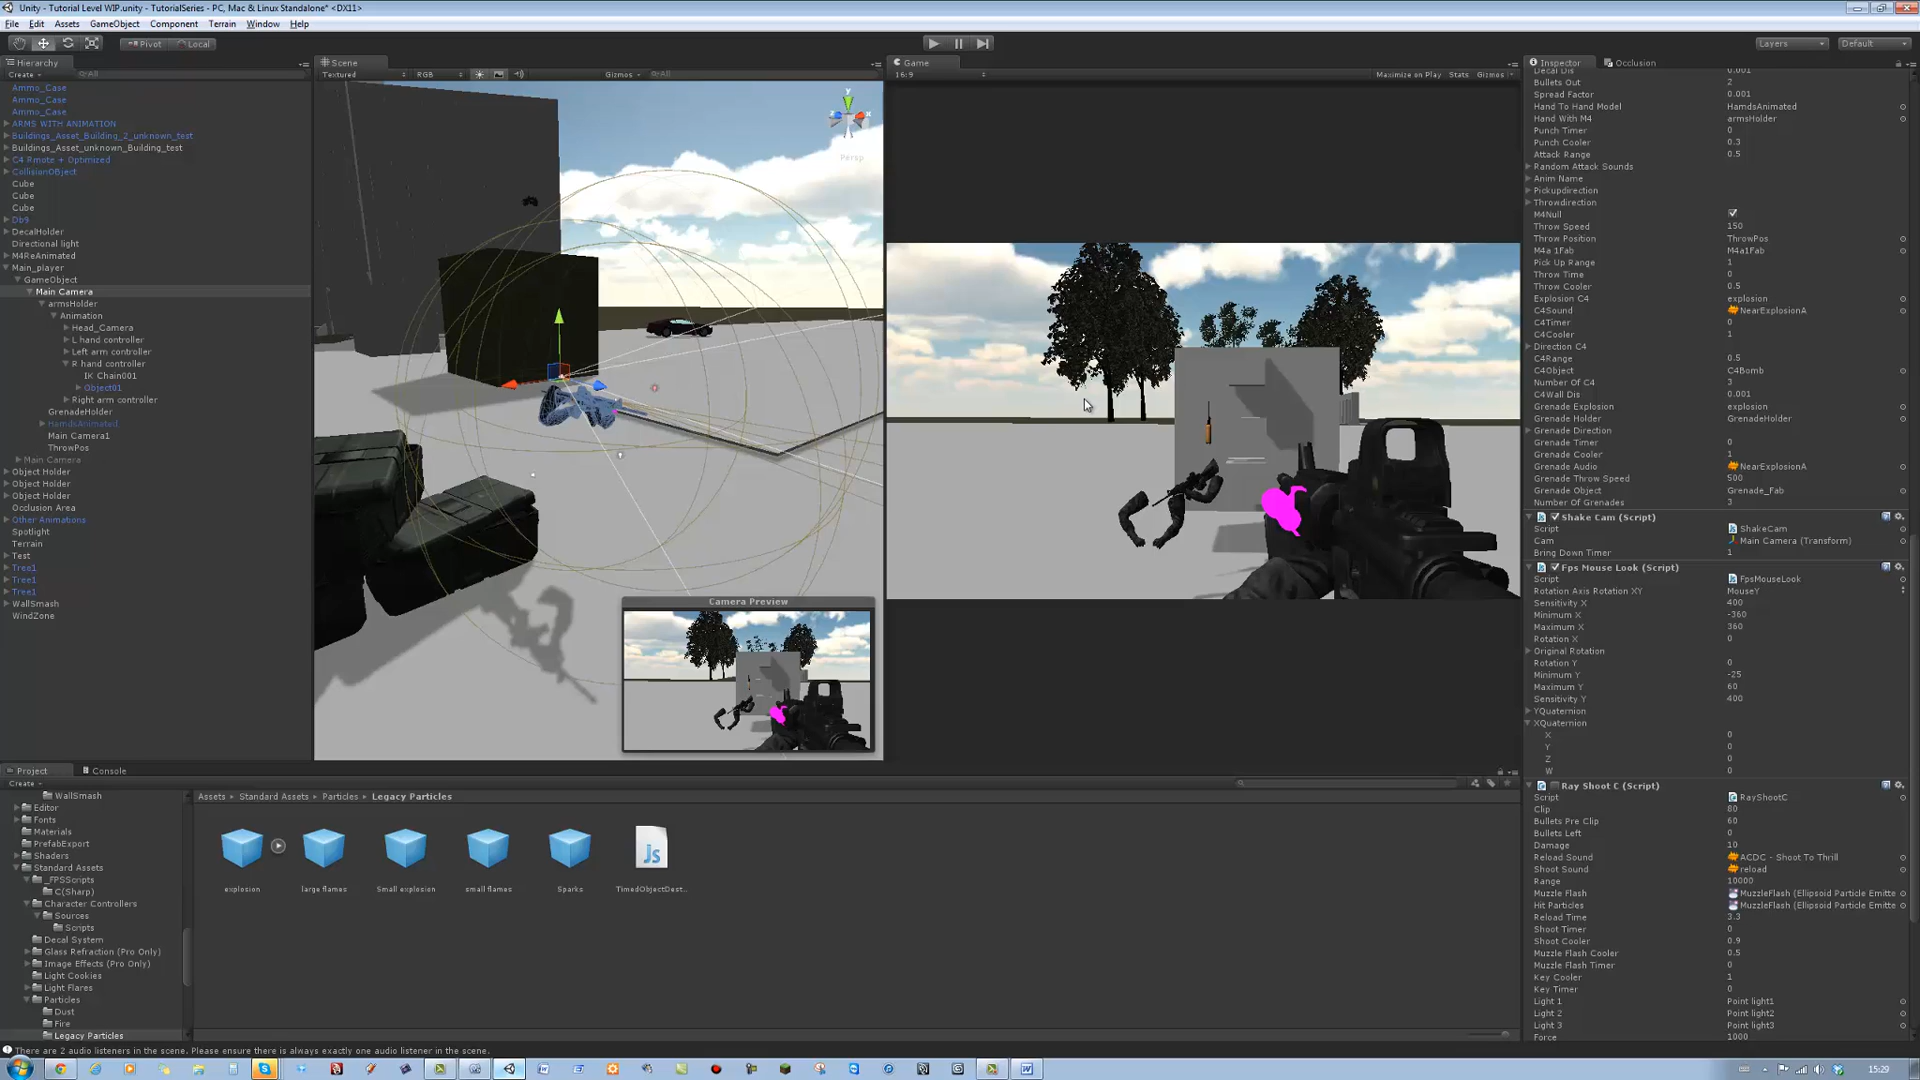 Unity - Tutorial Level WIP.unity - TutorialSeries - PC, Mac & Linux Standalone* <DX11>
File Edit Assets GameObject Component Terrain Window Help
Pivot Local Layers Default
Hierarchy
Create All
Ammo_Case
Ammo_Case
Ammo_Case
ARMS WITH ANIMATION
Buildings_Asset_Building_2_unknown_test
Buildings_Asset_unknown_Building_test
C4 Rmote + Optimized
CollisionObject
Cube
Cube
Cube
Db9
DecalHolder
Directional light
M4ReAnimated
Main_player
GameObject
Main Camera
armsHolder
Animation
Head_Camera
L hand controller
Left arm controller
R hand controller
IK Chain001
Object01
Right arm controller
GrenadeHolder
HamdsAnimated
Main Camera1
ThrowPos
Main Camera
Object Holder
Object Holder
Object Holder
Occlusion Area
Other Animations
Spotlight
Terrain
Test
Tree1
Tree1
Tree1
WallSmash
WindZone
Scene
Textured RGB Gizmos All
y
x
Persp
Camera Preview
Game
16:9 Maximize on Play Stats Gizmos
Inspector Occlusion
Decal Dis 0.001
Bullets Out 2
Spread Factor 0.001
Hand To Hand Model HamdsAnimated
Hand With M4 armsHolder
Punch Timer 0
Punch Cooler 0.3
Attack Range 0.5
Random Attack Sounds
Anim Name
Pickupdirection
Throwdirection
M4Null
Throw Speed 150
Throw Position ThrowPos
M4a 1Fab M4a1Fab
Pick Up Range 1
Throw Time 0
Throw Cooler 0.5
Explosion C4 explosion
C4Sound NearExplosionA
C4Timer 0
C4Cooler 1
Direction C4
C4Range 0.5
C4Object C4Bomb
Number Of C4 3
C4Wall Dis 0.001
Grenade Explosion explosion
Grenade Holder GrenadeHolder
Grenade Direction
Grenade Timer 0
Grenade Cooler 1
Grenade Audio NearExplosionA
Grenade Throw Speed 500
Grenade Object Grenade_Fab
Number Of Grenades 3
Shake Cam (Script)
Script ShakeCam
Cam Main Camera (Transform)
Bring Down Timer 1
Fps Mouse Look (Script)
Script FpsMouseLook
Rotation Axis Rotation XY MouseY
Sensitivity X 400
Minimum X -360
Maximum X 360
Rotation X 0
Original Rotation
Rotation Y 0
Minimum Y -25
Maximum Y 60
Sensitivity Y 400
YQuaternion
XQuaternion
X 0
Y 0
Z 0
W 0
Ray Shoot C (Script)
Script RayShootC
Clip 80
Bullets Pre Clip 60
Bullets Left 0
Damage 10
Reload Sound ACDC - Shoot To Thrill
Shoot Sound reload
Range 10000
Muzzle Flash MuzzleFlash (Ellipsoid Particle Emitte
Hit Particles MuzzleFlash (Ellipsoid Particle Emitte
Reload Time 3.3
Shoot Timer 0
Shoot Cooler 0.9
Muzzle Flash Cooler 0.5
Muzzle Flash Timer 0
Key Cooler 1
Key Timer 0
Light 1 Point light1
Light 2 Point light2
Light 3 Point light3
Force 1000
Project Console
Create
WallSmash
Editor
Fonts
Materials
PrefabExport
Shaders
Standard Assets
_FPSScripts
C(Sharp)
Character Controllers
Sources
Scripts
Decal System
Glass Refraction (Pro Only)
Image Effects (Pro Only)
Light Cookies
Light Flares
Particles
Dust
Fire
Legacy Particles
Assets Standard Assets Particles Legacy Particles
Js
explosion large flames Small explosion small flames Sparks TimedObjectDest...
There are 2 audio listeners in the scene. Please ensure there is always exactly one audio listener in the scene.
15:29